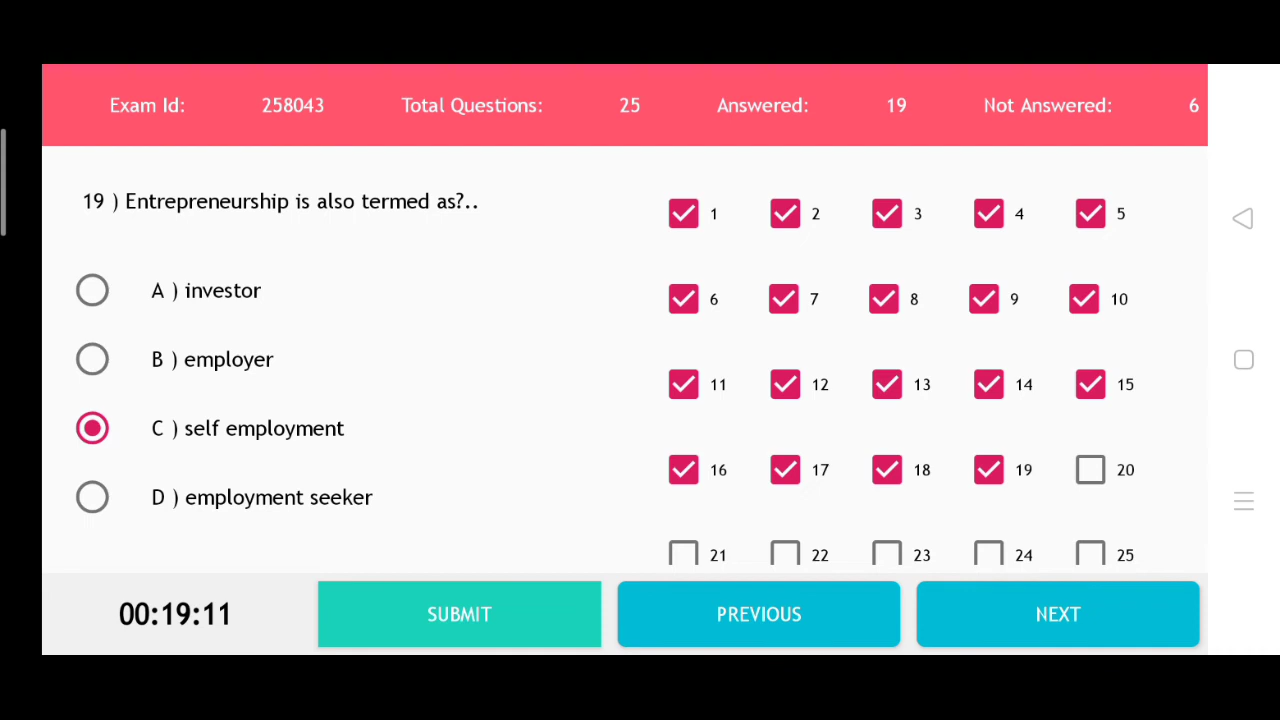 Exam Id: 258043 Total Questions: 25 Answered: 19 Not Answered: 6
19 ) Entrepreneurship is also termed as?..
A ) investor
B ) employer
C ) self employment
D ) employment seeker
1 2 3 4 5
6 7 8 9 10
11 12 13 14 15
16 17 18 19 20
21 22 23 24 25
00:19:11 SUBMIT PREVIOUS NEXT